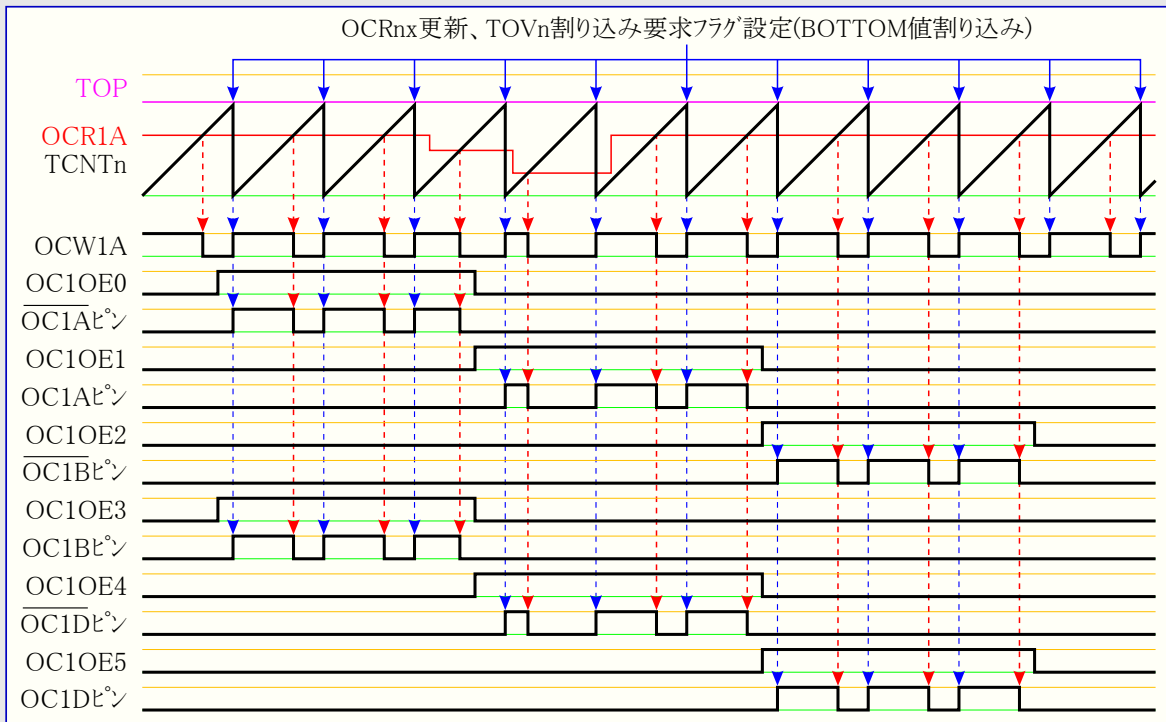 OCRnx更新、TOVn割り込み要求フラグ設定(BOTTOM値割り込み)
TOP
OCR1A
TCNTn
OCW1A
OC1OE0
OC1Aピン
OC1OE1
OC1Aピン
OC1OE2
OC1Bピン
OC1OE3
OC1Bピン
OC1OE4
OC1Dピン
OC1OE5
OC1Dピン